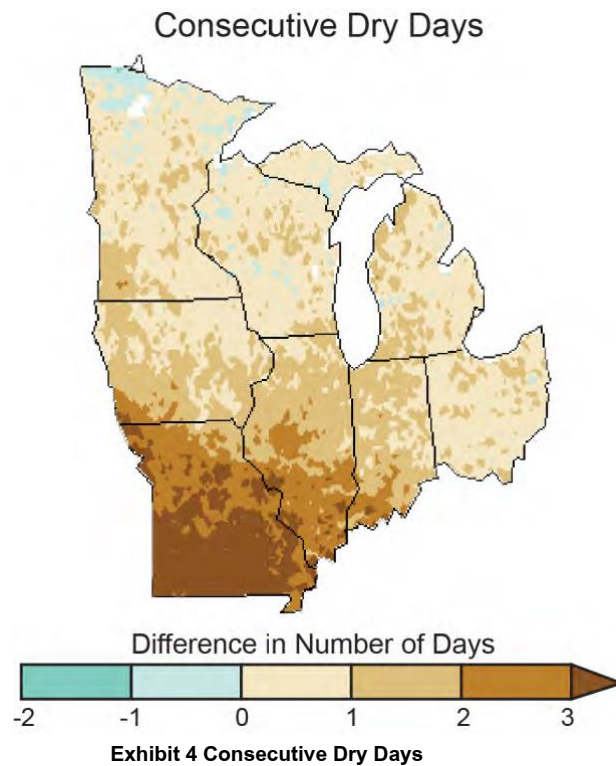 Consecutive Dry Days
Difference in Number of Days
-2 -1 0 1 2 3
Exhibit 4 Consecutive Dry Days